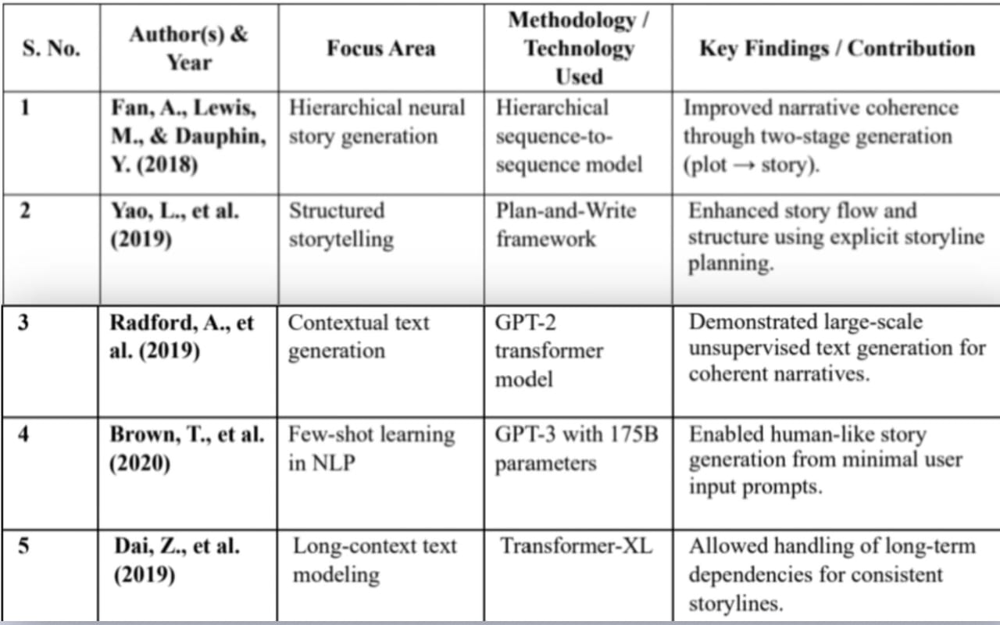 S. No.
Author(s) &
Year
Focus Area
Methodology /
Technology
Used
Key Findings / Contribution
1
Fan, A., Lewis,
M., & Dauphin,
Y. (2018)
Hierarchical neural
story generation
Hierarchical
sequence-to-
sequence model
Improved narrative coherence
through two-stage generation
(plot → story).
2
Yao, L., et al.
(2019)
Structured
storytelling
Plan-and-Write
framework
Enhanced story flow and
structure using explicit storyline
planning.
3
Radford, A., et
al. (2019)
Contextual text
generation
GPT-2
transformer
model
Demonstrated large-scale
unsupervised text generation for
coherent narratives.
4
Brown, T., et al.
(2020)
Few-shot learning
in NLP
GPT-3 with 175B
parameters
Enabled human-like story
generation from minimal user
input prompts.
5
Dai, Z., et al.
(2019)
Long-context text
modeling
Transformer-XL
Allowed handling of long-term
dependencies for consistent
storylines.